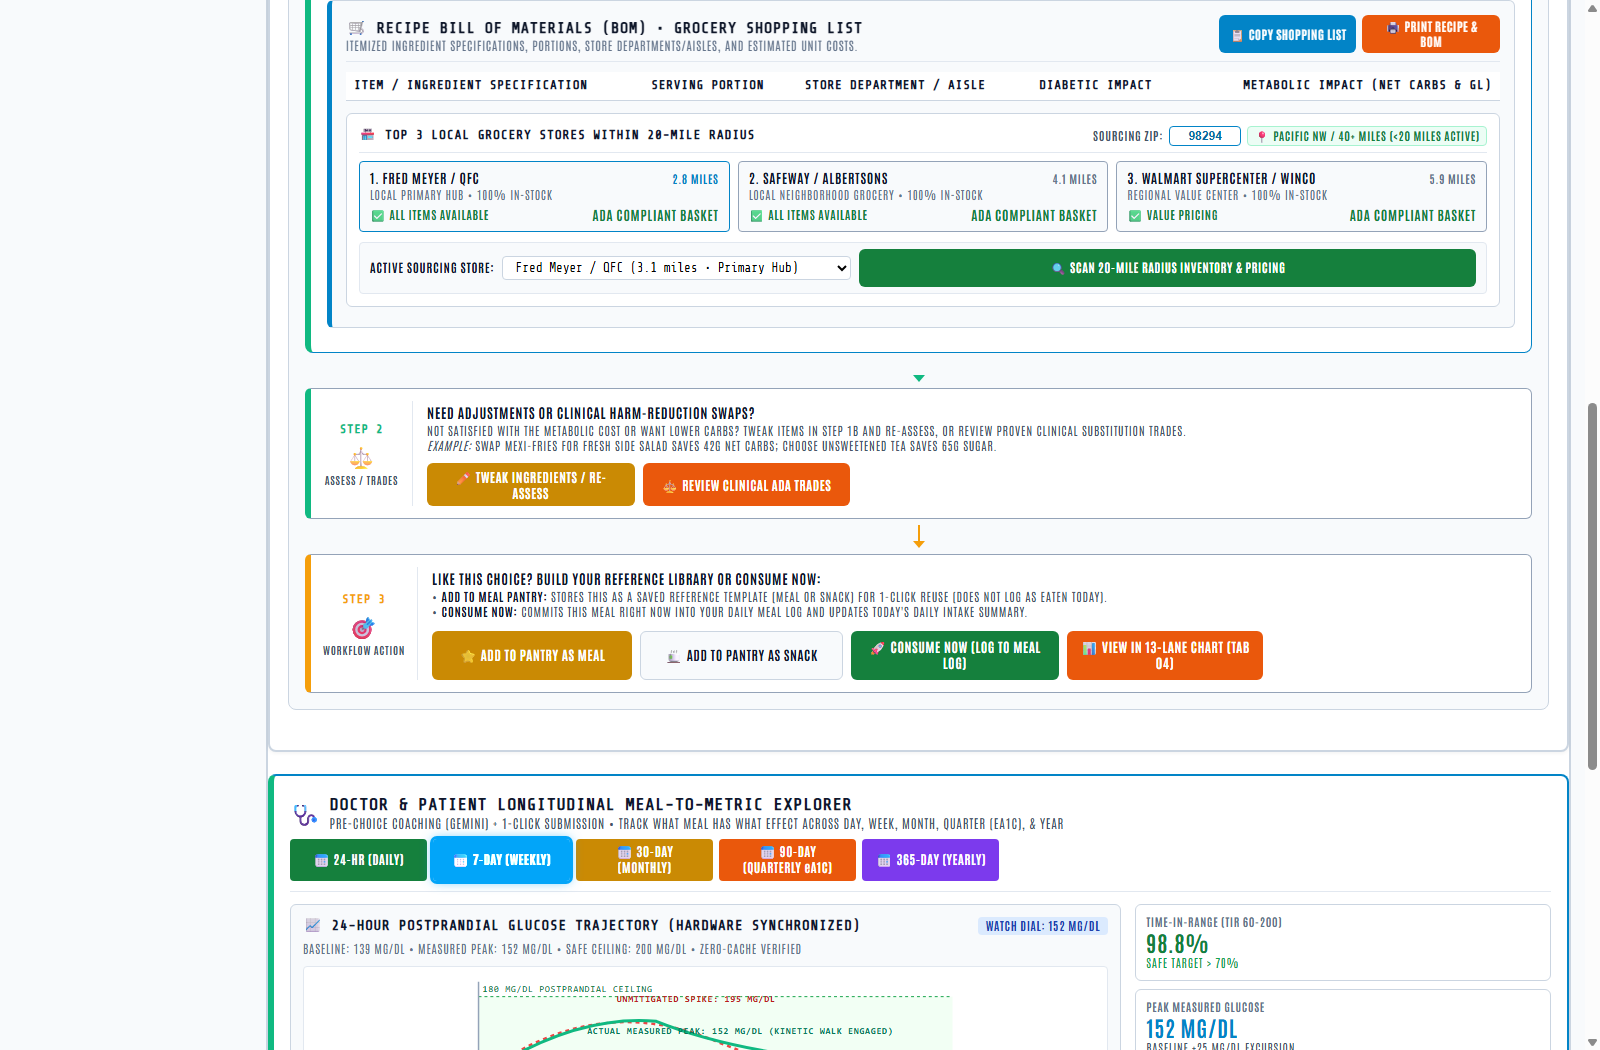 RECIPE BILL OF MATERIALS (BOM) · GROCERY SHOPPING LIST
ITEMIZED INGREDIENT SPECIFICATIONS, PORTIONS, STORE DEPARTMENTS/AISLES, AND ESTIMATED UNIT COSTS.
COPY SHOPPING LIST
PRINT RECIPE &
BOM
ITEM / INGREDIENT SPECIFICATION SERVING PORTION STORE DEPARTMENT / AISLE DIABETIC IMPACT METABOLIC IMPACT (NET CARBS & GL)
TOP 3 LOCAL GROCERY STORES WITHIN 20-MILE RADIUS
SOURCING ZIP: 98294 PACIFIC NW / 40+ MILES (<20 MILES ACTIVE)
1. FRED MEYER / QFC 2.8 MILES
LOCAL PRIMARY HUB • 100% IN-STOCK
ALL ITEMS AVAILABLE ADA COMPLIANT BASKET
2. SAFEWAY / ALBERTSONS 4.1 MILES
LOCAL NEIGHBORHOOD GROCERY • 100% IN-STOCK
ALL ITEMS AVAILABLE ADA COMPLIANT BASKET
3. WALMART SUPERCENTER / WINCO 5.9 MILES
REGIONAL VALUE CENTER • 100% IN-STOCK
VALUE PRICING ADA COMPLIANT BASKET
ACTIVE SOURCING STORE: Fred Meyer / QFC (3.1 miles · Primary Hub)
SCAN 20-MILE RADIUS INVENTORY & PRICING
STEP 2
ASSESS / TRADES
NEED ADJUSTMENTS OR CLINICAL HARM-REDUCTION SWAPS?
NOT SATISFIED WITH THE METABOLIC COST OR WANT LOWER CARBS? TWEAK ITEMS IN STEP 1B AND RE-ASSESS, OR REVIEW PROVEN CLINICAL SUBSTITUTION TRADES.
EXAMPLE: SWAP MEXI-FRIES FOR FRESH SIDE SALAD SAVES 42G NET CARBS; CHOOSE UNSWEETENED TEA SAVES 65G SUGAR.
TWEAK INGREDIENTS / RE-
ASSESS
REVIEW CLINICAL ADA TRADES
STEP 3
WORKFLOW ACTION
LIKE THIS CHOICE? BUILD YOUR REFERENCE LIBRARY OR CONSUME NOW:
• ADD TO MEAL PANTRY: STORES THIS AS A SAVED REFERENCE TEMPLATE (MEAL OR SNACK) FOR 1-CLICK REUSE (DOES NOT LOG AS EATEN TODAY).
• CONSUME NOW: COMMITS THIS MEAL RIGHT NOW INTO YOUR DAILY MEAL LOG AND UPDATES TODAY'S DAILY INTAKE SUMMARY.
ADD TO PANTRY AS MEAL
ADD TO PANTRY AS SNACK
CONSUME NOW (LOG TO MEAL
LOG)
VIEW IN 13-LANE CHART (TAB
04)
DOCTOR & PATIENT LONGITUDINAL MEAL-TO-METRIC EXPLORER
PRE-CHOICE COACHING (GEMINI) + 1-CLICK SUBMISSION • TRACK WHAT MEAL HAS WHAT EFFECT ACROSS DAY, WEEK, MONTH, QUARTER (EA1C), & YEAR
24-HR (DAILY)
7-DAY (WEEKLY)
30-DAY
(MONTHLY)
90-DAY
(QUARTERLY eA1C)
365-DAY (YEARLY)
24-HOUR POSTPRANDIAL GLUCOSE TRAJECTORY (HARDWARE SYNCHRONIZED)
WATCH DIAL: 152 MG/DL
BASELINE: 139 MG/DL • MEASURED PEAK: 152 MG/DL • SAFE CEILING: 200 MG/DL • ZERO-CACHE VERIFIED
180 MG/DL POSTPRANDIAL CEILING
UNMITIGATED SPIKE: 195 MG/DL
ACTUAL MEASURED PEAK: 152 MG/DL (KINETIC WALK ENGAGED)
TIME-IN-RANGE (TIR 60-200)
98.8%
SAFE TARGET > 70%
PEAK MEASURED GLUCOSE
152 MG/DL
BASELINE +25 MG/DL EXCURSION